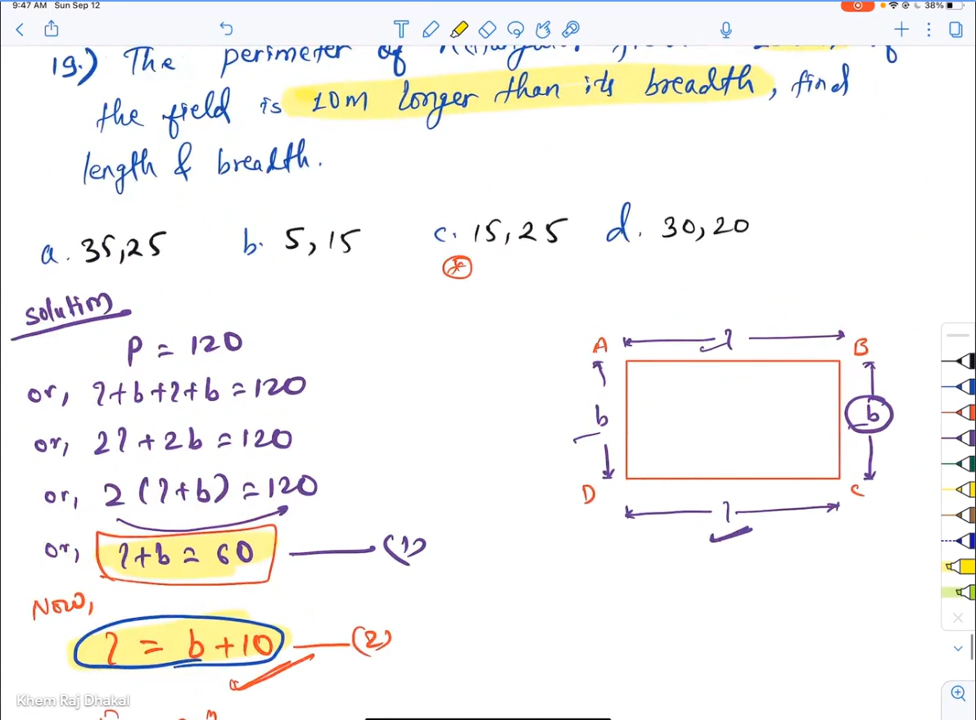 9:47 AM Sun Sep 12
38%
19.) The perimeter of
the field is 10m longer than its breadth, find
length & breadth.
a. 35,25 b. 5,15 c. 15,25 d. 30,20
solution
P = 120
or, l+b+l+b = 120
or, 2l+2b = 120
or, 2(l+b) = 120
or, l+b = 60 (1)
Now,
l = b+10 (2)
A l B
b b
D l C
Khem Raj Dhakal